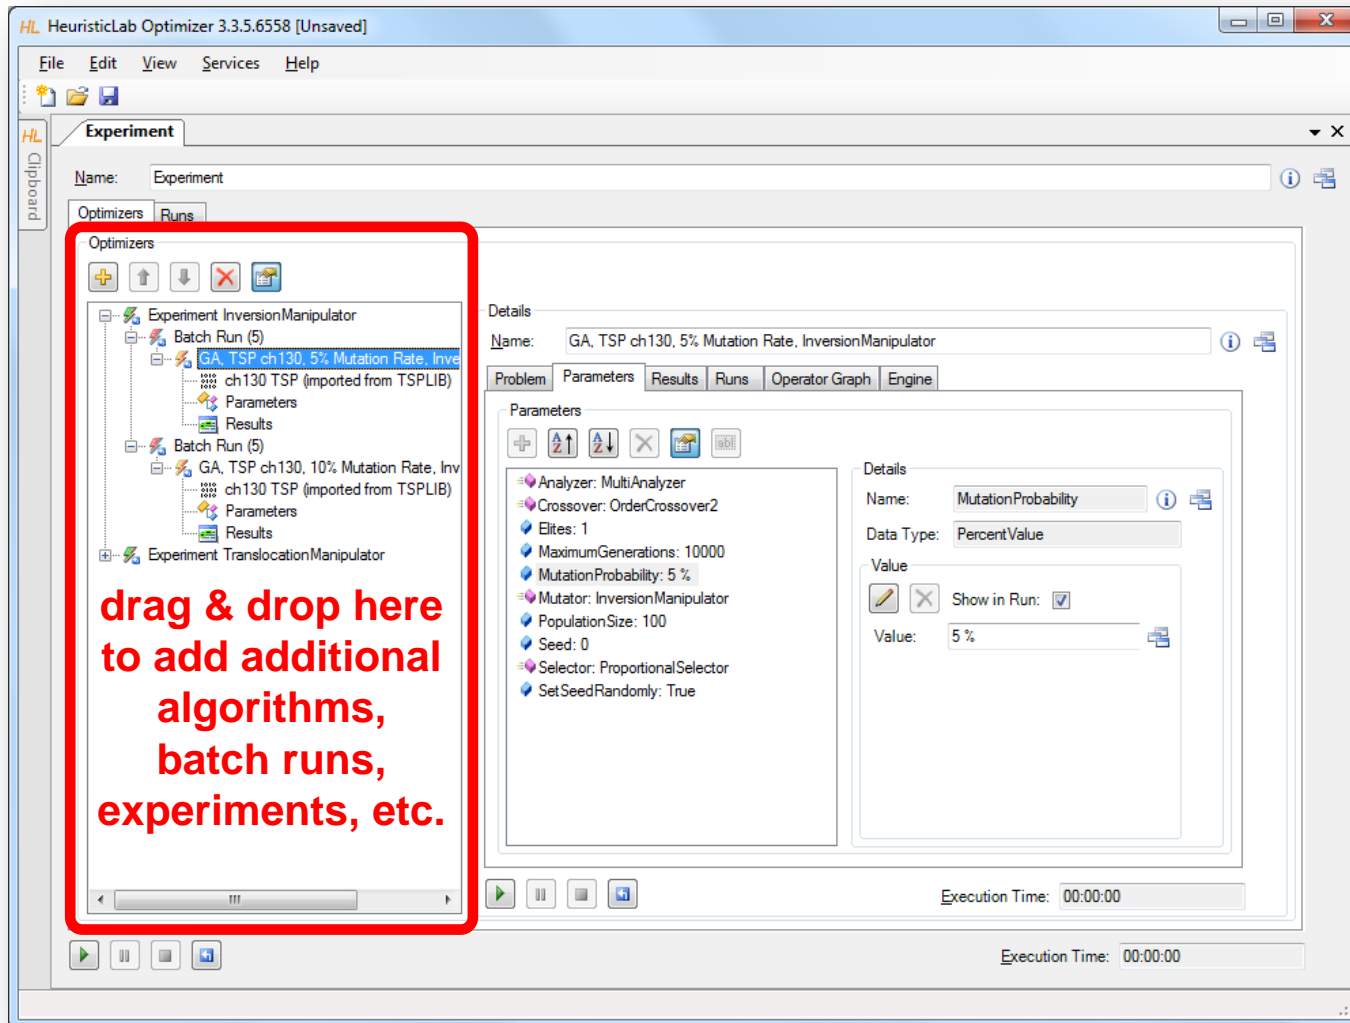 HL HeuristicLab Optimizer 3.3.5.6558 [Unsaved]
File Edit View Services Help
HL Clipboard
Experiment
Name: Experiment
Optimizers Runs
Optimizers
Experiment InversionManipulator
Batch Run (5)
GA, TSP ch130, 5% Mutation Rate, Inve
ch130 TSP (imported from TSPLIB)
Parameters
Results
Batch Run (5)
GA, TSP ch130, 10% Mutation Rate, Inv
ch130 TSP (imported from TSPLIB)
Parameters
Results
Experiment TranslocationManipulator
drag & drop here
to add additional
algorithms,
batch runs,
experiments, etc.
Details
Name: GA, TSP ch130, 5% Mutation Rate, InversionManipulator
Problem Parameters Results Runs Operator Graph Engine
Parameters
Analyzer: MultiAnalyzer
Crossover: OrderCrossover2
Elites: 1
MaximumGenerations: 10000
MutationProbability: 5 %
Mutator: InversionManipulator
PopulationSize: 100
Seed: 0
Selector: ProportionalSelector
SetSeedRandomly: True
Details
Name: MutationProbability
Data Type: PercentValue
Value
Show in Run:
Value: 5 %
Execution Time: 00:00:00
Execution Time: 00:00:00